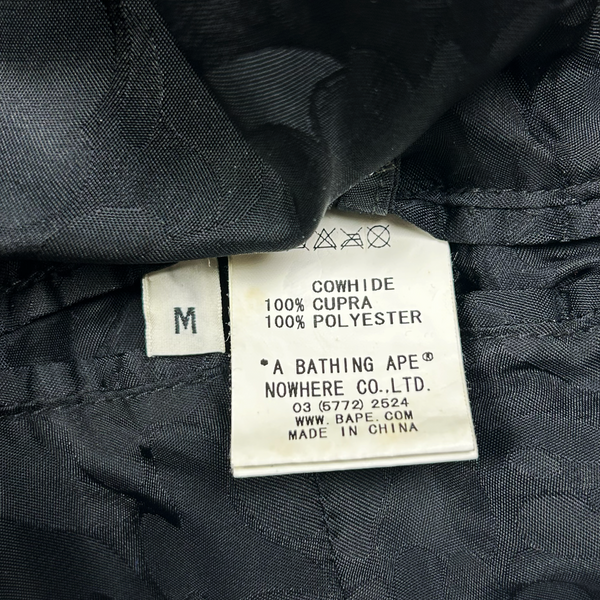 M
COWHIDE
100% CUPRA
100% POLYESTER
*A BATHING APE®
NOWHERE CO.,LTD.
03 (5772) 2524
WWW.BAPE.COM
MADE IN CHINA